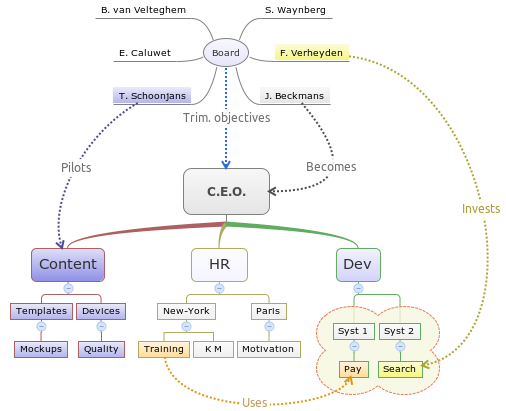 B. van Velteghem
S. Waynberg
E. Caluwet
Board
F. Verheyden
T. Schoonjans
J. Beckmans
Trim. objectives
Pilots
Becomes
C.E.O.
Invests
Content
HR
Dev
Templates
Devices
New-York
Paris
Syst 1
Syst 2
Mockups
Quality
Training
K M
Motivation
Pay
Search
Uses